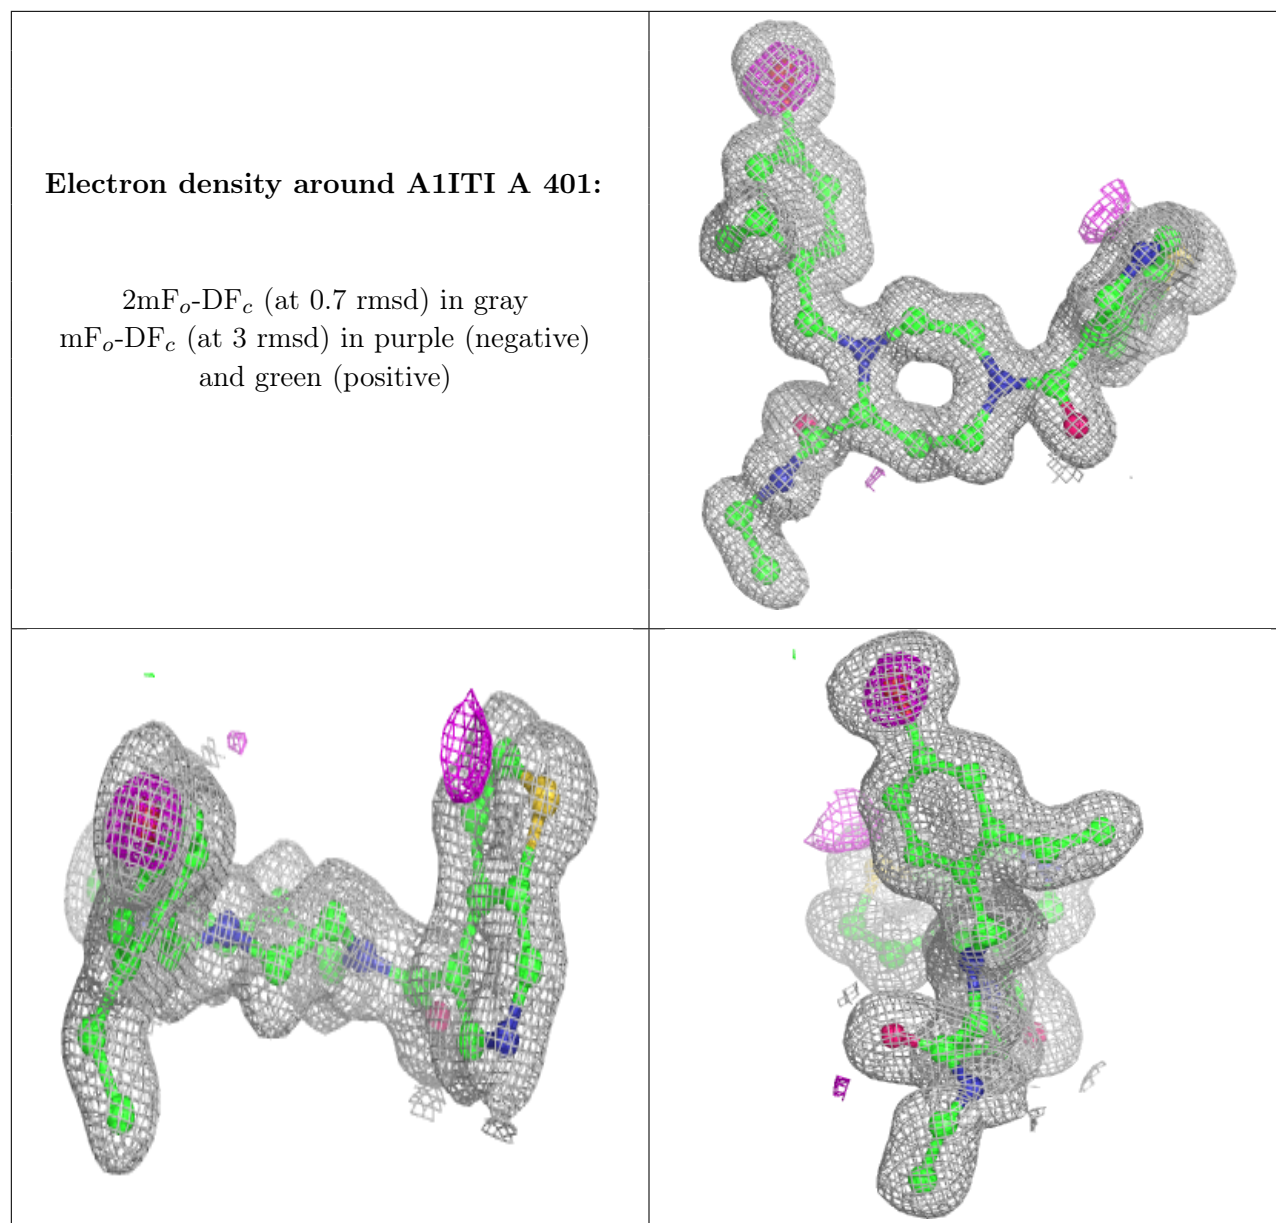 Electron density around A1ITI A 401:
2mFo-DFc (at 0.7 rmsd) in gray
mFo-DFc (at 3 rmsd) in purple (negative)
and green (positive)